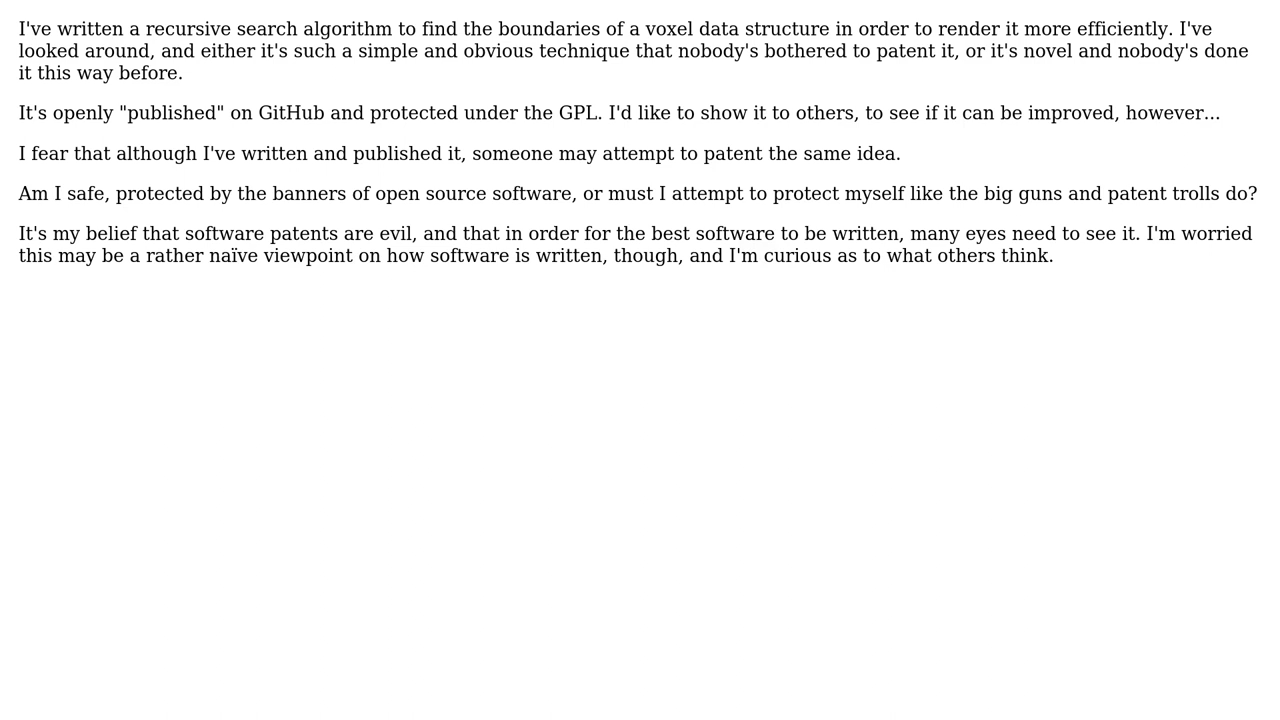 I've written a recursive search algorithm to find the boundaries of a voxel data structure in order to render it more efficiently. I've
looked around, and either it's such a simple and obvious technique that nobody's bothered to patent it, or it's novel and nobody's done
it this way before.
It's openly "published" on GitHub and protected under the GPL. I'd like to show it to others, to see if it can be improved, however...
I fear that although I've written and published it, someone may attempt to patent the same idea.
Am I safe, protected by the banners of open source software, or must I attempt to protect myself like the big guns and patent trolls do?
It's my belief that software patents are evil, and that in order for the best software to be written, many eyes need to see it. I'm worried
this may be a rather naïve viewpoint on how software is written, though, and I'm curious as to what others think.